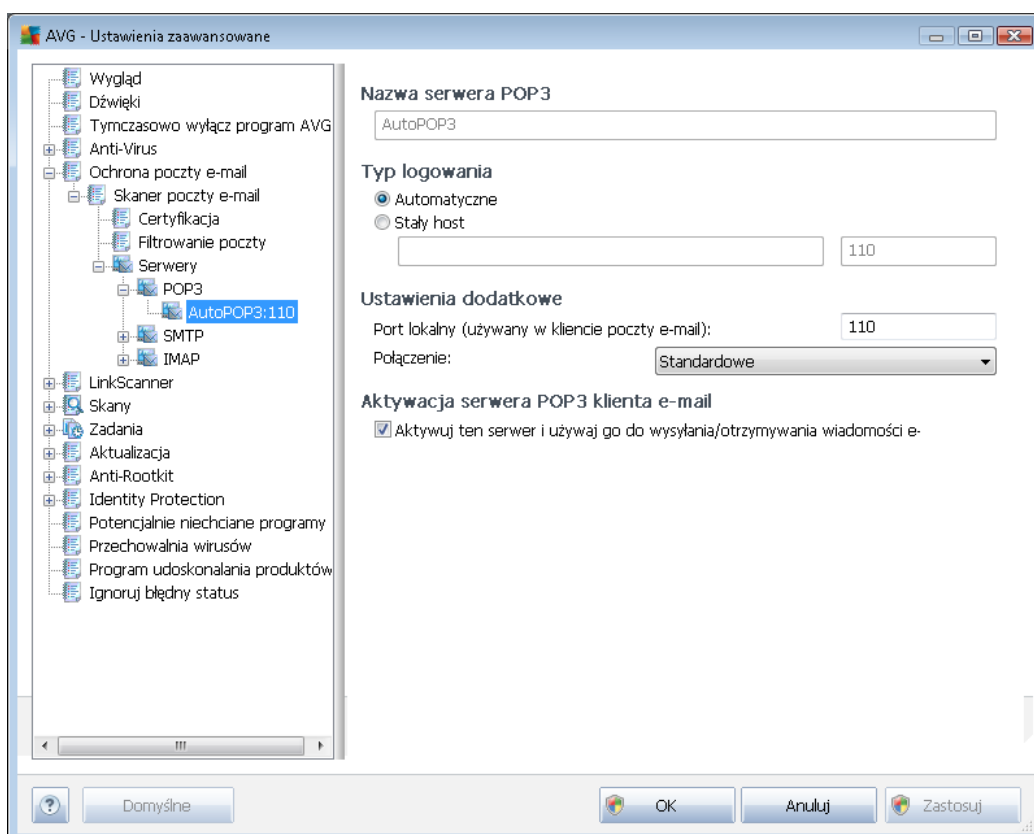 AVG - Ustawienia zaawansowane
Wygląd
Dźwięki
Tymczasowo wyłącz program AVG
Anti-Virus
Ochrona poczty e-mail
Skaner poczty e-mail
Certyfikacja
Filtrowanie poczty
Serwery
POP3
AutoPOP3:110
SMTP
IMAP
LinkScanner
Skany
Zadania
Aktualizacja
Anti-Rootkit
Identity Protection
Potencjalnie niechciane programy
Przechowalnia wirusów
Program udoskonalania produktów
Ignoruj błędny status
Nazwa serwera POP3
AutoPOP3
Typ logowania
Automatyczne
Stały host
110
Ustawienia dodatkowe
Port lokalny (używany w kliencie poczty e-mail): 110
Połączenie: Standardowe
Aktywacja serwera POP3 klienta e-mail
Aktywuj ten serwer i używaj go do wysyłania/otrzymywania wiadomości e-
? Domyślne OK Anuluj Zastosuj